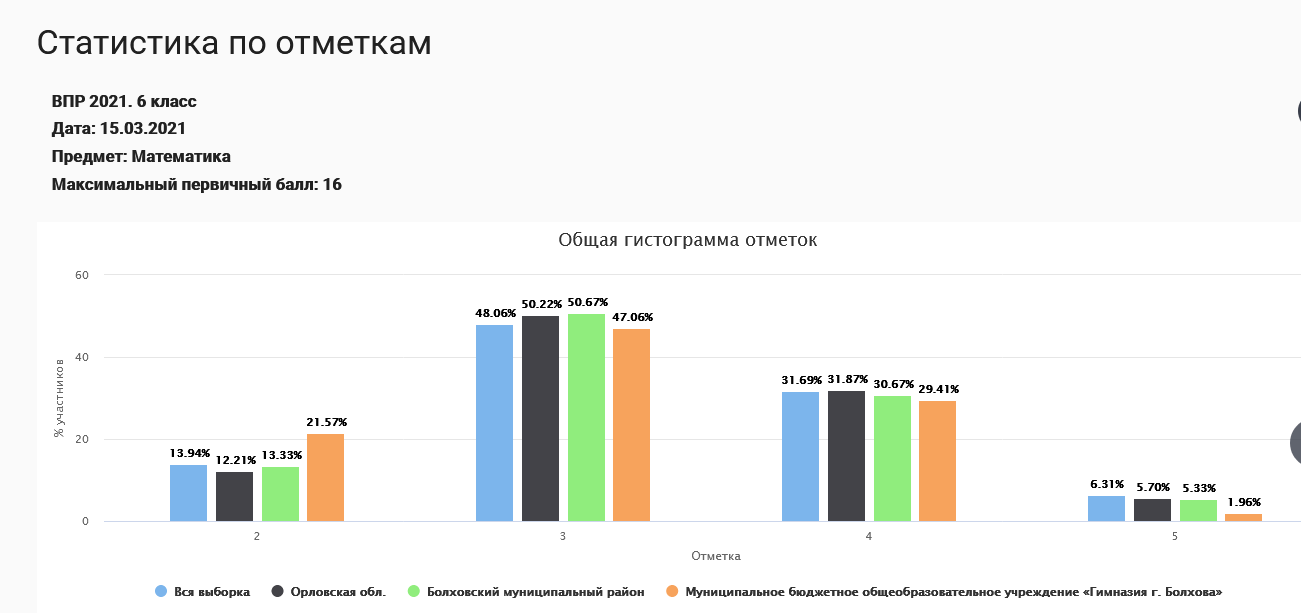 Статистика по отметкам
ВПР 2021. 6 класс
Дата: 15.03.2021
Предмет: Математика
Максимальный первичный балл: 16
Общая гистограмма отметок
60
40
20
0
% участников
13.94% 12.21% 13.33% 21.57%
48.06% 50.22% 50.67% 47.06%
31.69% 31.87% 30.67% 29.41%
6.31% 5.70% 5.33% 1.96%
2 3 4 5
Отметка
Вся выборка Орловская обл. Болховский муниципальный район Муниципальное бюджетное общеобразовательное учреждение «Гимназия г. Болхова»